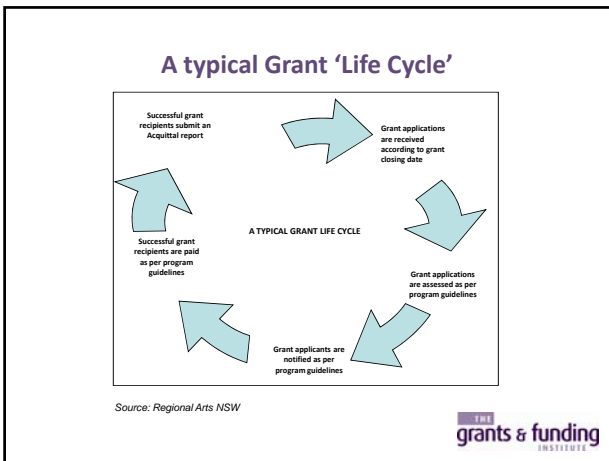 A typical Grant ‘Life Cycle’
Successful grant
recipients submit an
Acquittal report
Grant applications
are received
according to grant
closing date
A TYPICAL GRANT LIFE CYCLE
Successful grant
recipients are paid
as per program
guidelines
Grant applications
are assessed as per
program guidelines
Grant applicants are
notified as per
program guidelines
Source: Regional Arts NSW
THE
grants & funding
INSTITUTE